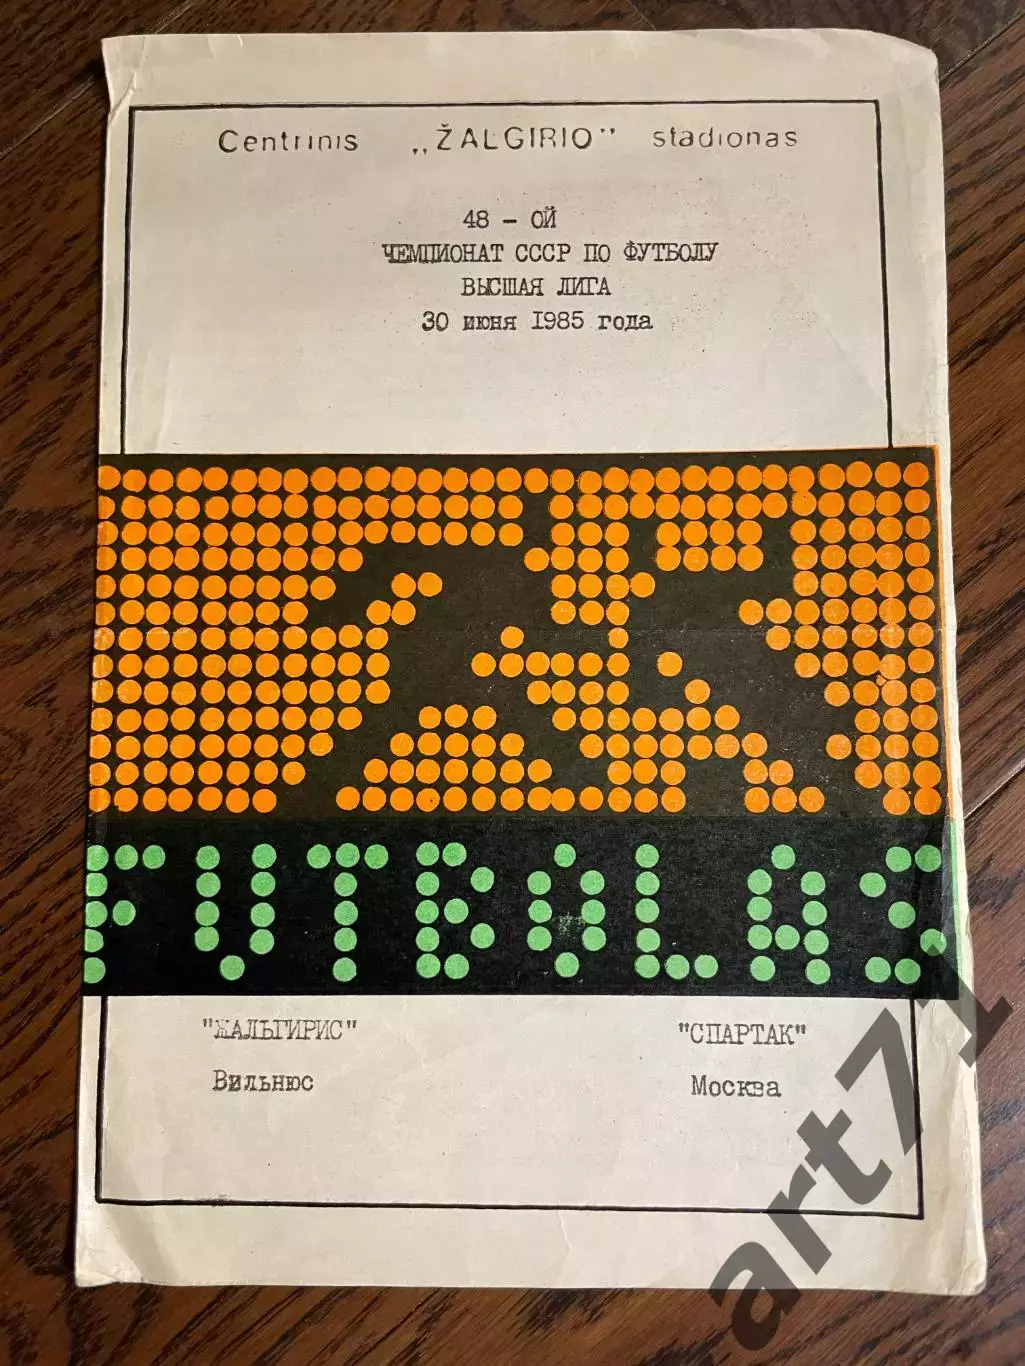 Centrinis „ŽALGIRIO" stadionas
48 - ОЙ
ЧЕМПИОНАТ СССР ПО ФУТБОЛУ
ВЫСШАЯ ЛИГА
30 июня 1985 года
FUTBOLAS
"ЖАЛЬГИРИС" "СПАРТАК"
Вильнюс Москва
art71